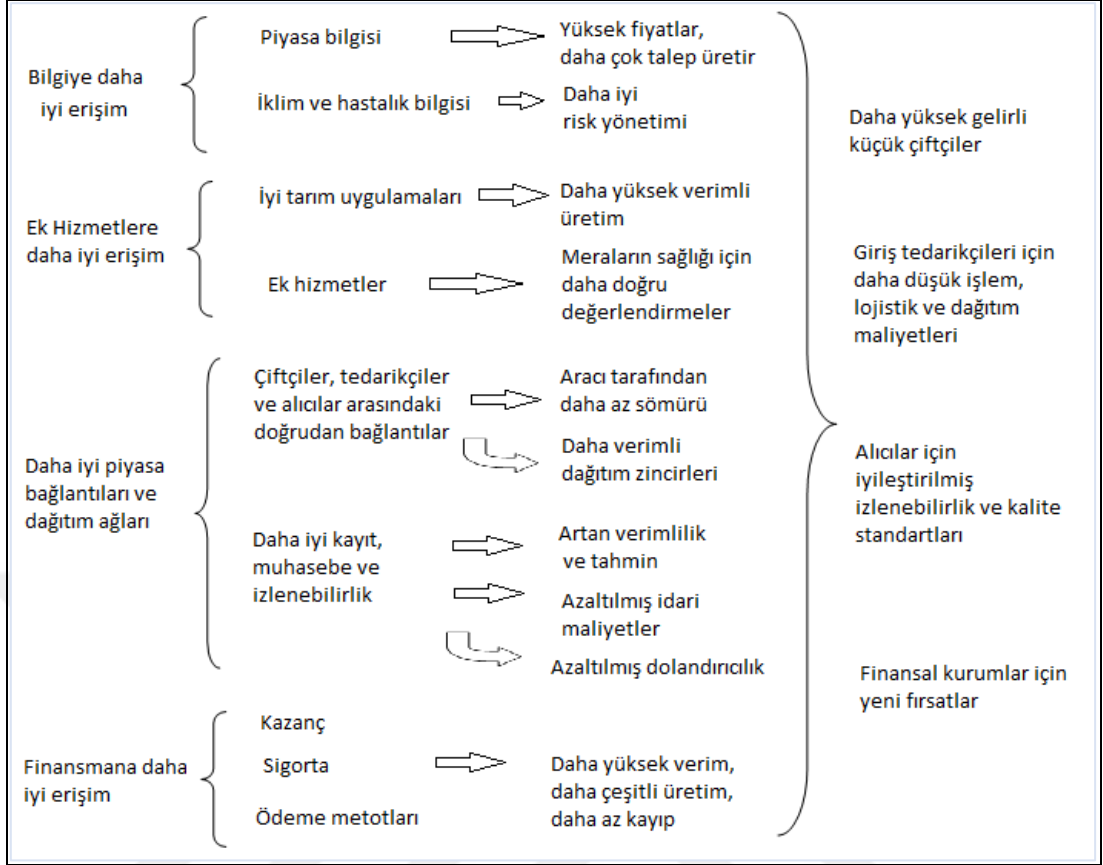 Bilgiye daha
iyi erişim
Piyasa bilgisi
Yüksek fiyatlar,
daha çok talep üretir
İklim ve hastalık bilgisi
Daha iyi
risk yönetimi
Ek Hizmetlere
daha iyi erişim
İyi tarım uygulamaları
Daha yüksek verimli
üretim
Ek hizmetler
Meraların sağlığı için
daha doğru
değerlendirmeler
Daha iyi piyasa
bağlantıları ve
dağıtım ağları
Çiftçiler, tedarikçiler
ve alıcılar arasındaki
doğrudan bağlantılar
Aracı tarafından
daha az sömürü
Daha verimli
dağıtım zincirleri
Daha iyi kayıt,
muhasebe ve
izlenebilirlik
Artan verimlilik
ve tahmin
Azaltılmış idari
maliyetler
Azaltılmış dolandırıcılık
Finansmana daha
iyi erişim
Kazanç
Sigorta
Ödeme metotları
Daha yüksek verim,
daha çeşitli üretim,
daha az kayıp
Daha yüksek gelirli
küçük çiftçiler
Giriş tedarikçileri için
daha düşük işlem,
lojistik ve dağıtım
maliyetleri
Alıcılar için
iyileştirilmiş
izlenebilirlik ve kalite
standartları
Finansal kurumlar için
yeni fırsatlar